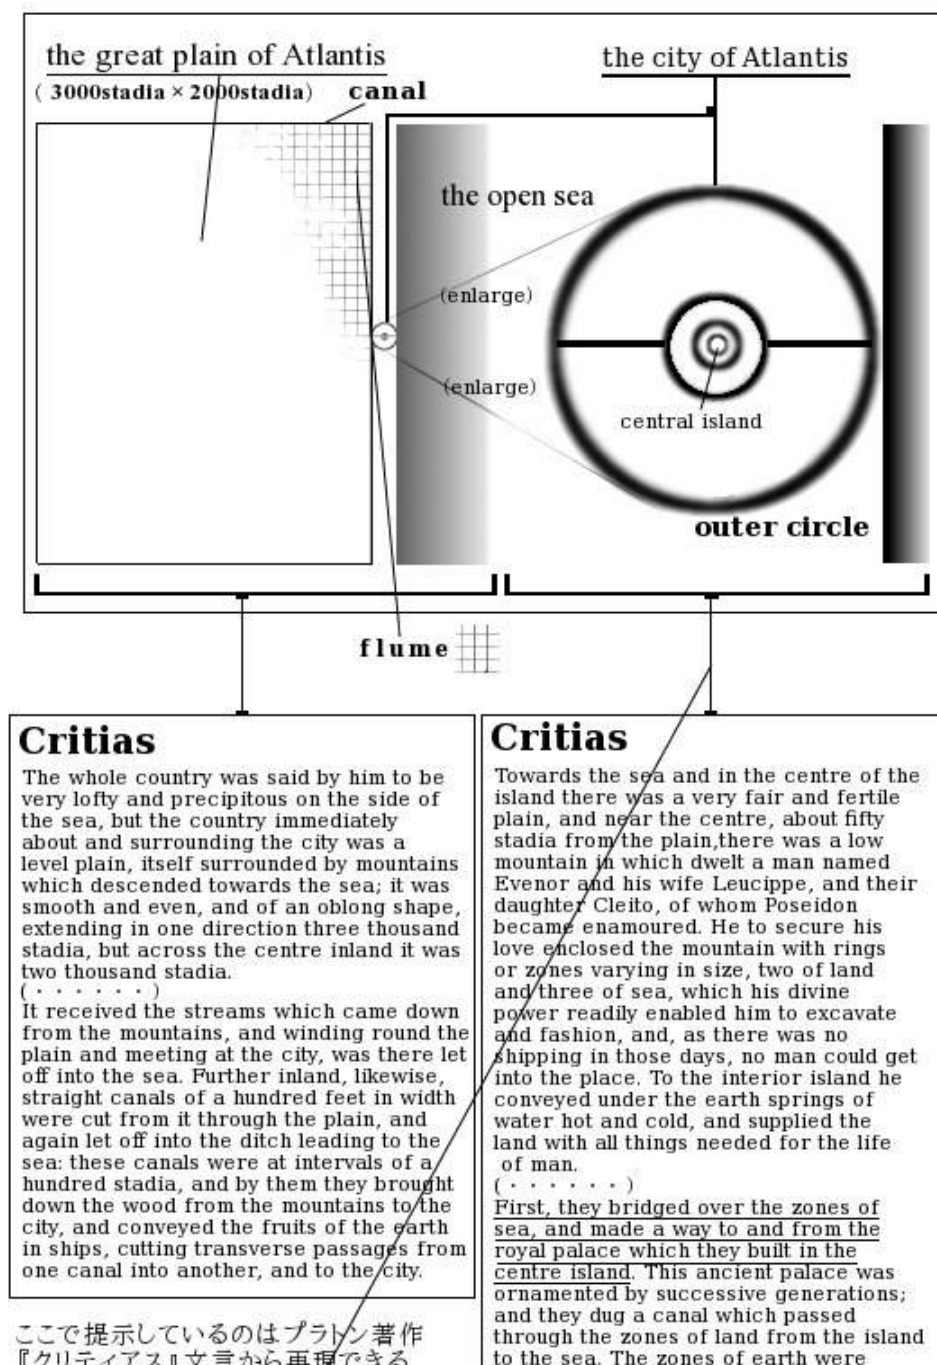 the great plain of Atlantis
( 3000stadia × 2000stadia)
canal
the city of Atlantis
the open sea
(enlarge)
(enlarge)
central island
outer circle
flume
Critias
The whole country was said by him to be
very lofty and precipitous on the side of
the sea, but the country immediately
about and surrounding the city was a
level plain, itself surrounded by mountains
which descended towards the sea; it was
smooth and even, and of an oblong shape,
extending in one direction three thousand
stadia, but across the centre inland it was
two thousand stadia.
(・・・・・・)
It received the streams which came down
from the mountains, and winding round the
plain and meeting at the city, was there let
off into the sea. Further inland, likewise,
straight canals of a hundred feet in width
were cut from it through the plain, and
again let off into the ditch leading to the
sea: these canals were at intervals of a
hundred stadia, and by them they brought
down the wood from the mountains to the
city, and conveyed the fruits of the earth
in ships, cutting transverse passages from
one canal into another, and to the city.
ここで提示しているのはプラトン著作
『クリティアス』文言から再現できる
Critias
Towards the sea and in the centre of the
island there was a very fair and fertile
plain, and near the centre, about fifty
stadia from the plain,there was a low
mountain in which dwelt a man named
Evenor and his wife Leucippe, and their
daughter Cleito, of whom Poseidon
became enamoured. He to secure his
love enclosed the mountain with rings
or zones varying in size, two of land
and three of sea, which his divine
power readily enabled him to excavate
and fashion, and, as there was no
shipping in those days, no man could get
into the place. To the interior island he
conveyed under the earth springs of
water hot and cold, and supplied the
land with all things needed for the life
of man.
(・・・・・・)
First, they bridged over the zones of
sea, and made a way to and from the
royal palace which they built in the
centre island. This ancient palace was
ornamented by successive generations;
and they dug a canal which passed
through the zones of land from the island
to the sea. The zones of earth were